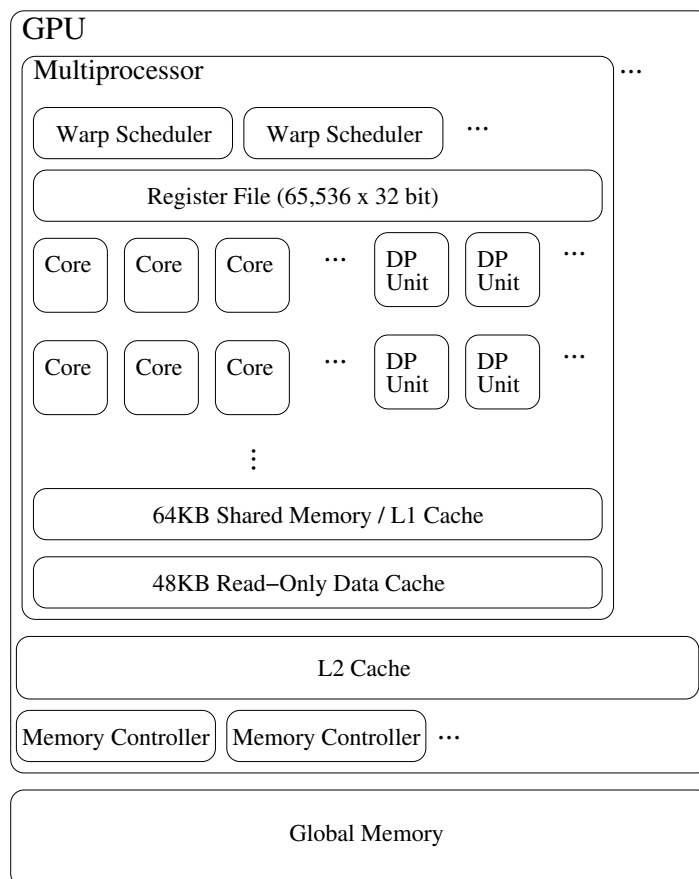 GPU
Multiprocessor ...
Warp Scheduler Warp Scheduler ...
Register File (65,536 x 32 bit)
Core Core Core ... DP Unit DP Unit ...
Core Core Core ... DP Unit DP Unit ...
...
64KB Shared Memory / L1 Cache
48KB Read−Only Data Cache
L2 Cache
Memory Controller Memory Controller ...
Global Memory